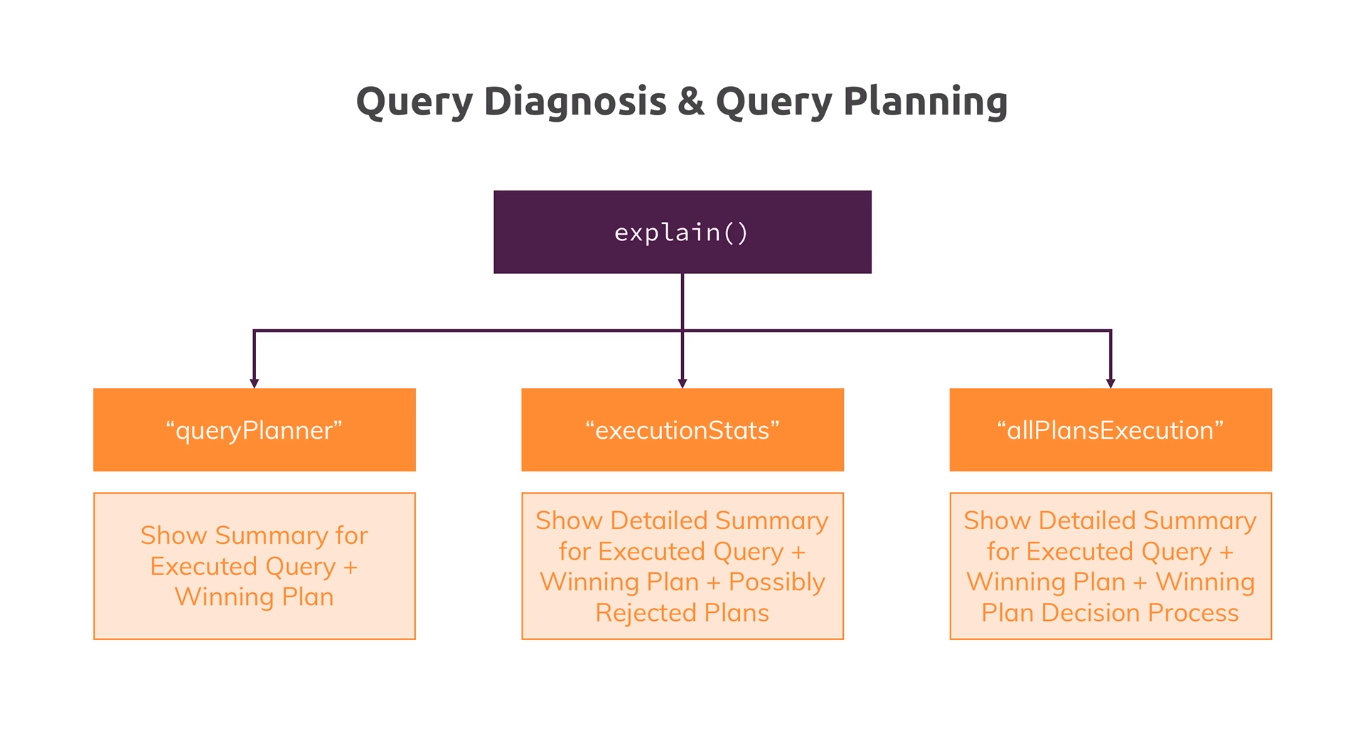 Query Diagnosis & Query Planning
explain()
“queryPlanner”
“executionStats”
“allPlansExecution”
Show Summary for
Executed Query +
Winning Plan
Show Detailed Summary
for Executed Query +
Winning Plan + Possibly
Rejected Plans
Show Detailed Summary
for Executed Query +
Winning Plan + Winning
Plan Decision Process